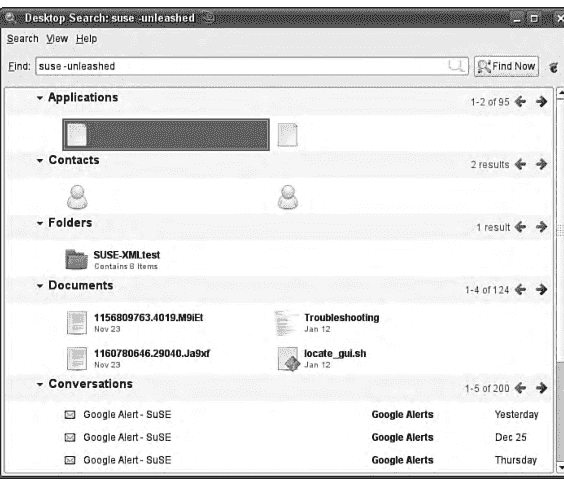 Desktop Search: suse -unleashed
Search View Help
Find: suse -unleashed Find Now
Applications 1-2 of 95
Contacts 2 results
Folders 1 result
SUSE-XMLtest
Contains 8 Items
Documents 1-4 of 124
1156809763.4019.M9iEt Troubleshooting
Nov 23 Jan 12
1160780646.29040.Ja9xf locate_gui.sh
Nov 23 Jan 12
Conversations 1-5 of 200
Google Alert - SuSE Google Alerts Yesterday
Google Alert - SuSE Google Alerts Dec 25
Google Alert - SuSE Google Alerts Thursday